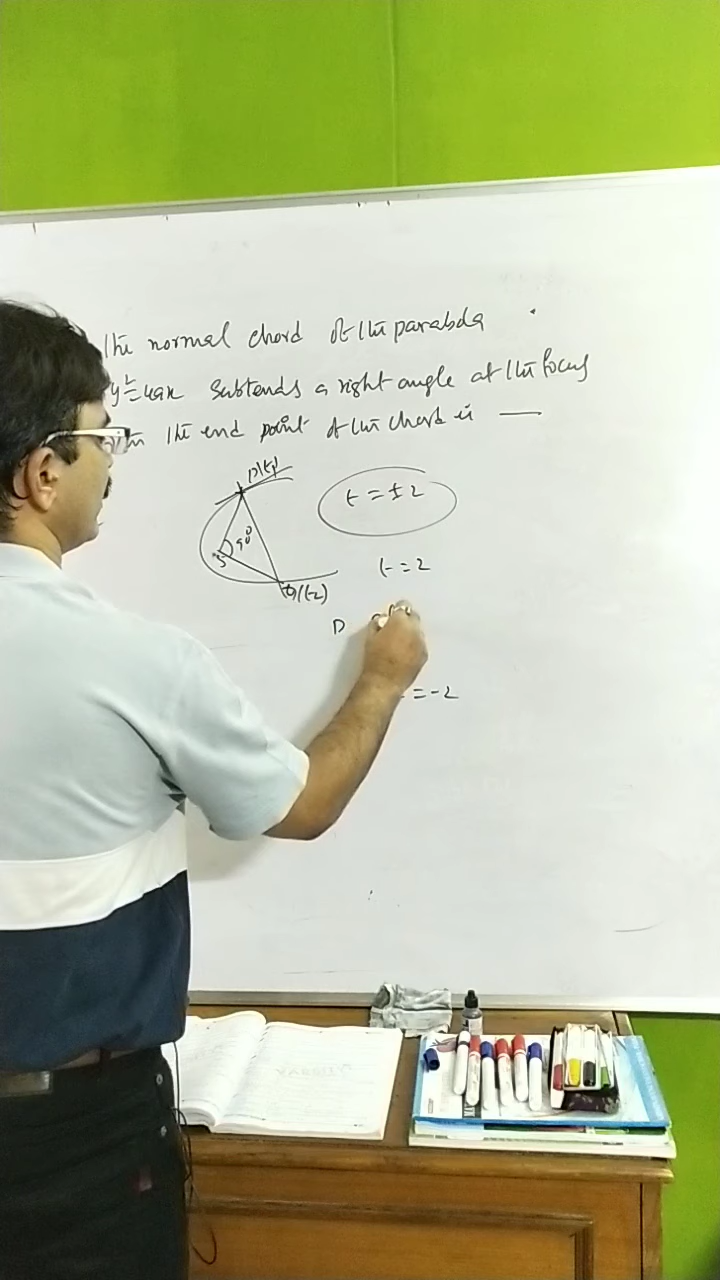 The normal chord of the parabola
y²=4ax subtends a right angle at the focus
the end point of the chord is —
P(t₁)
t = ± 2
90°
S
t = 2
Q(t₂)
P
= -2